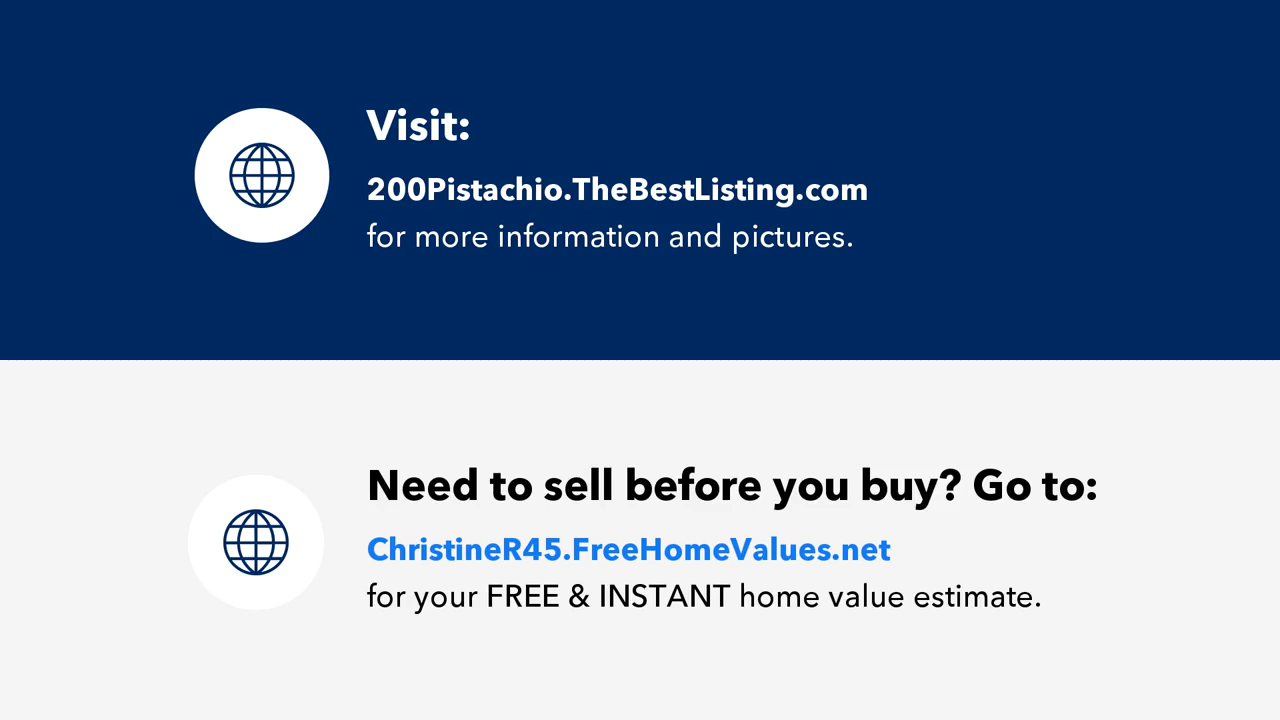 Visit:
200Pistachio.TheBestListing.com
for more information and pictures.
Need to sell before you buy? Go to:
ChristineR45.FreeHomeValues.net
for your FREE & INSTANT home value estimate.